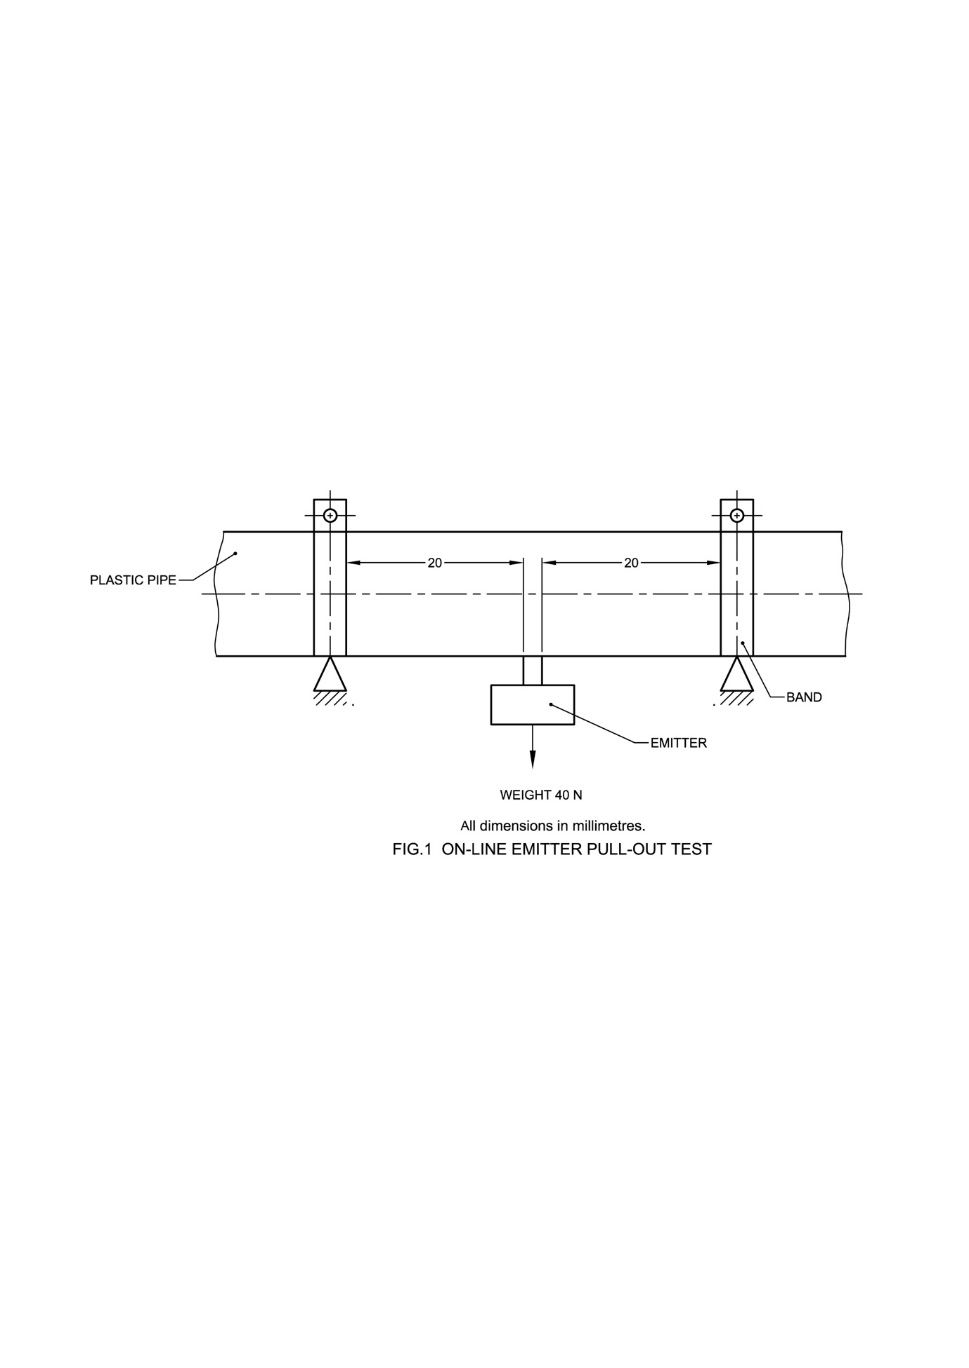 20
20
PLASTIC PIPE
BAND
EMITTER
WEIGHT 40 N
All dimensions in millimetres.
FIG.1 ON-LINE EMITTER PULL-OUT TEST